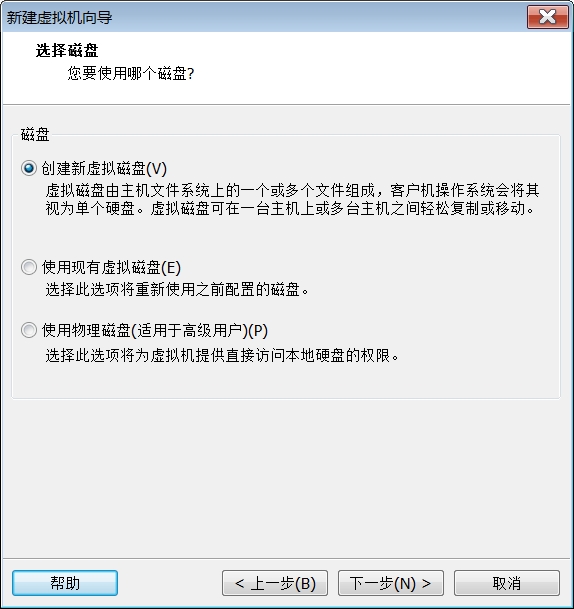 新建虚拟机向导
选择磁盘
您要使用哪个磁盘?
磁盘
创建新虚拟磁盘(V)
虚拟磁盘由主机文件系统上的一个或多个文件组成，客户机操作系统会将其
视为单个硬盘。虚拟磁盘可在一台主机上或多台主机之间轻松复制或移动。
使用现有虚拟磁盘(E)
选择此选项将重新使用之前配置的磁盘。
使用物理磁盘(适用于高级用户)(P)
选择此选项将为虚拟机提供直接访问本地硬盘的权限。
帮助
< 上一步(B)
下一步(N) >
取消